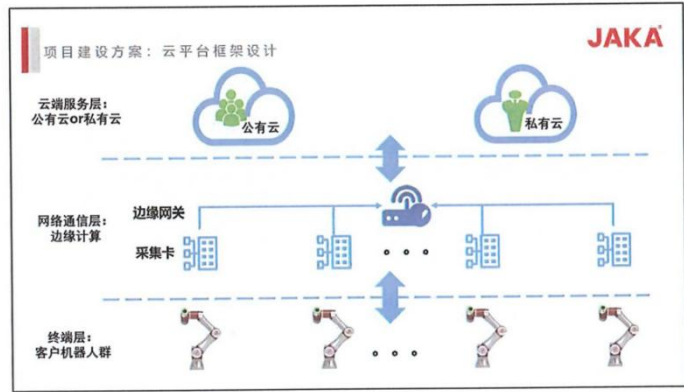 项目建设方案：云平台框架设计
JAKA
云端服务层：
公有云or私有云
公有云
私有云
网络通信层：
边缘计算
边缘网关
采集卡
终端层：
客户机器人群